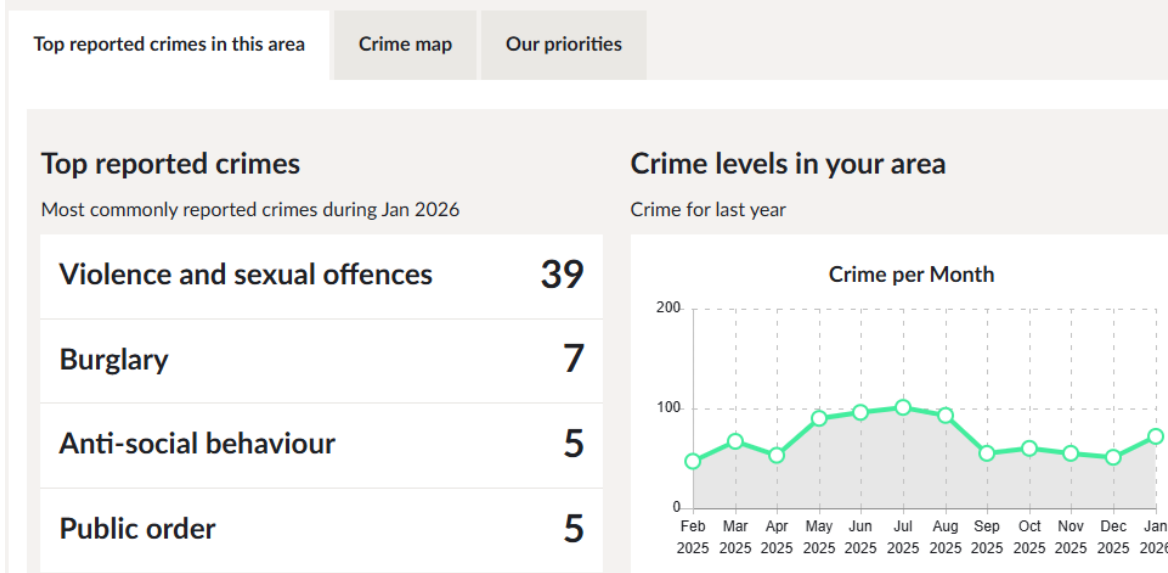 Top reported crimes in this area
Crime map
Our priorities
Top reported crimes
Most commonly reported crimes during Jan 2026
Violence and sexual offences 39
Burglary 7
Anti-social behaviour 5
Public order 5
Crime levels in your area
Crime for last year
Crime per Month
200
100
0
Feb Mar Apr May Jun Jul Aug Sep Oct Nov Dec Jan
2025 2025 2025 2025 2025 2025 2025 2025 2025 2025 2025 2026